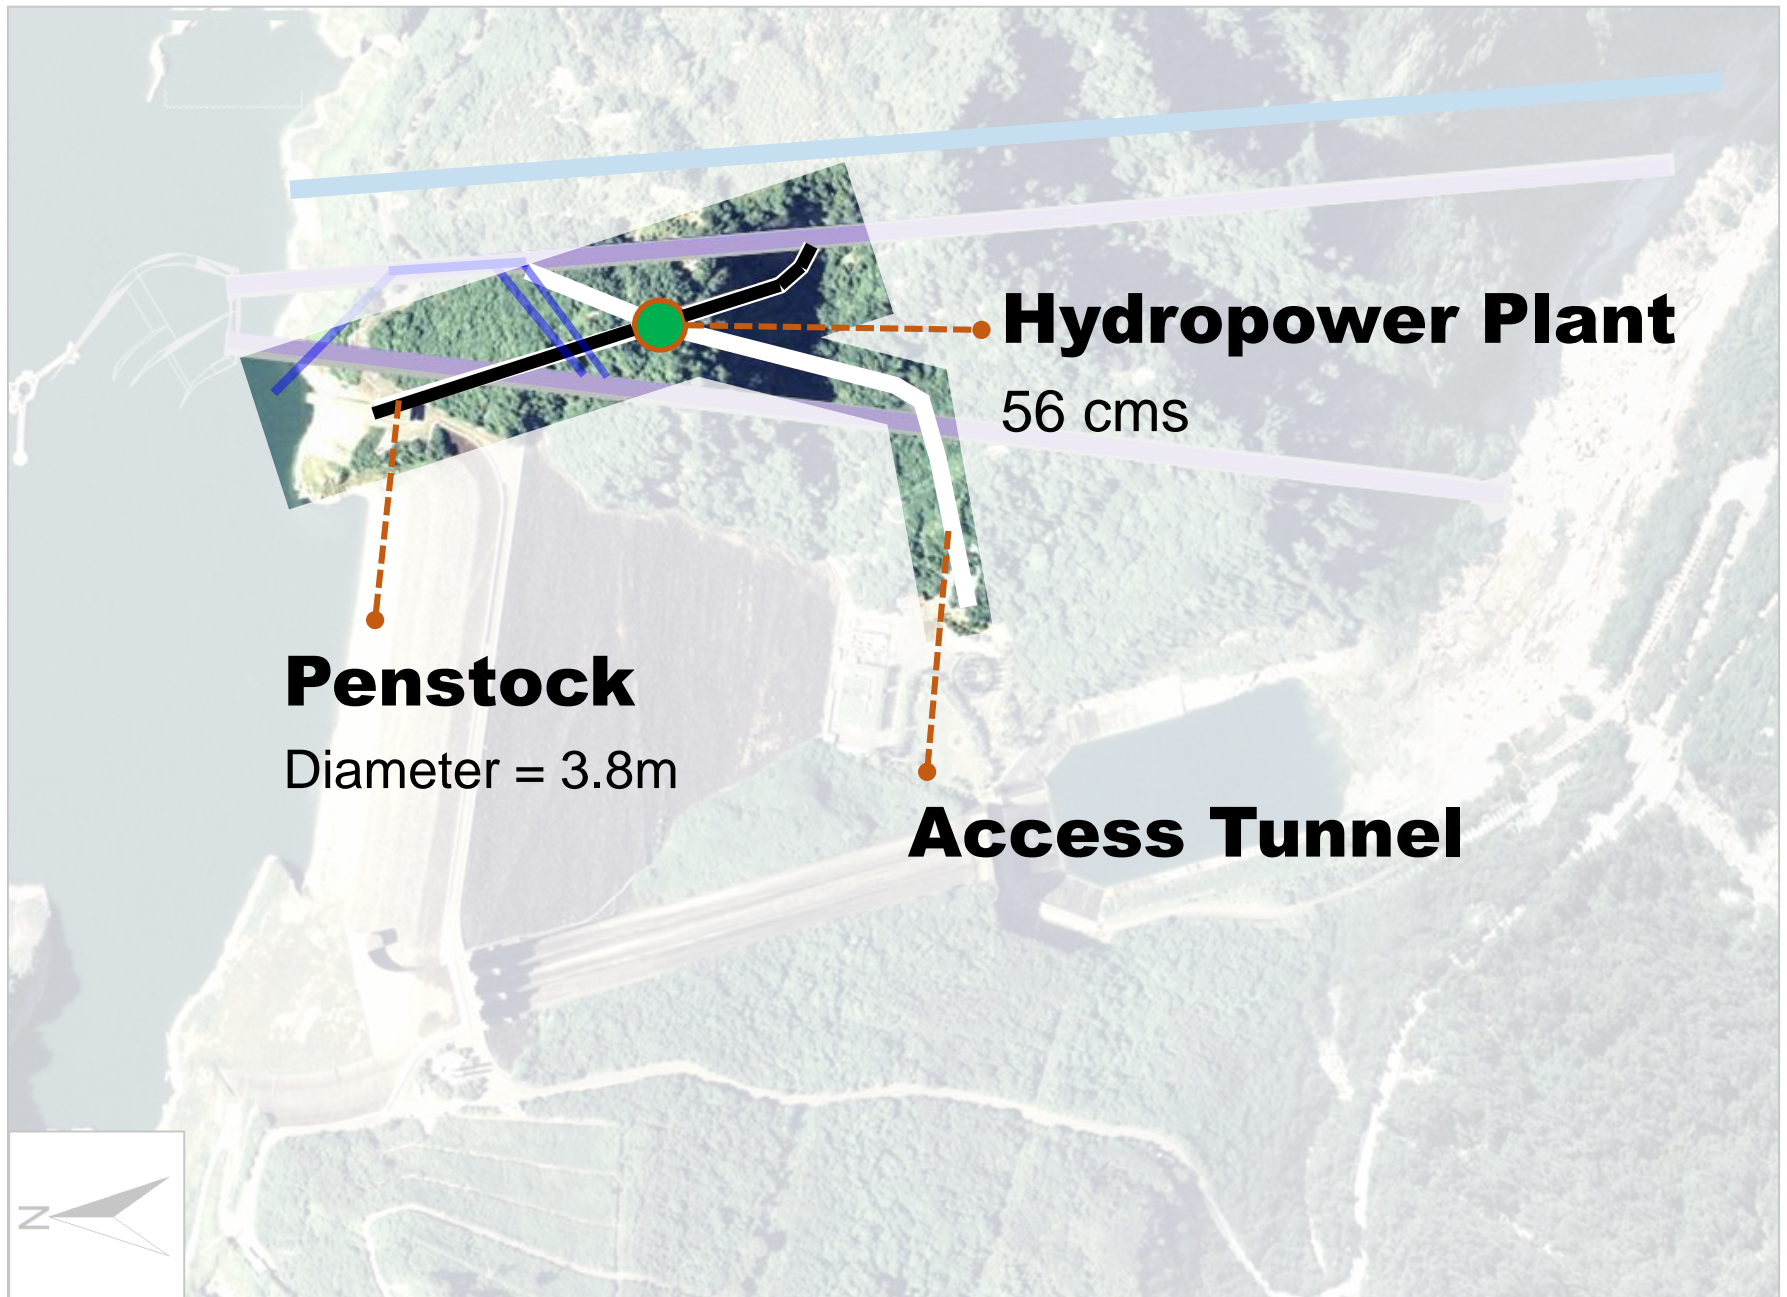 Hydropower Plant
56 cms
Penstock
Diameter = 3.8m
Access Tunnel
N